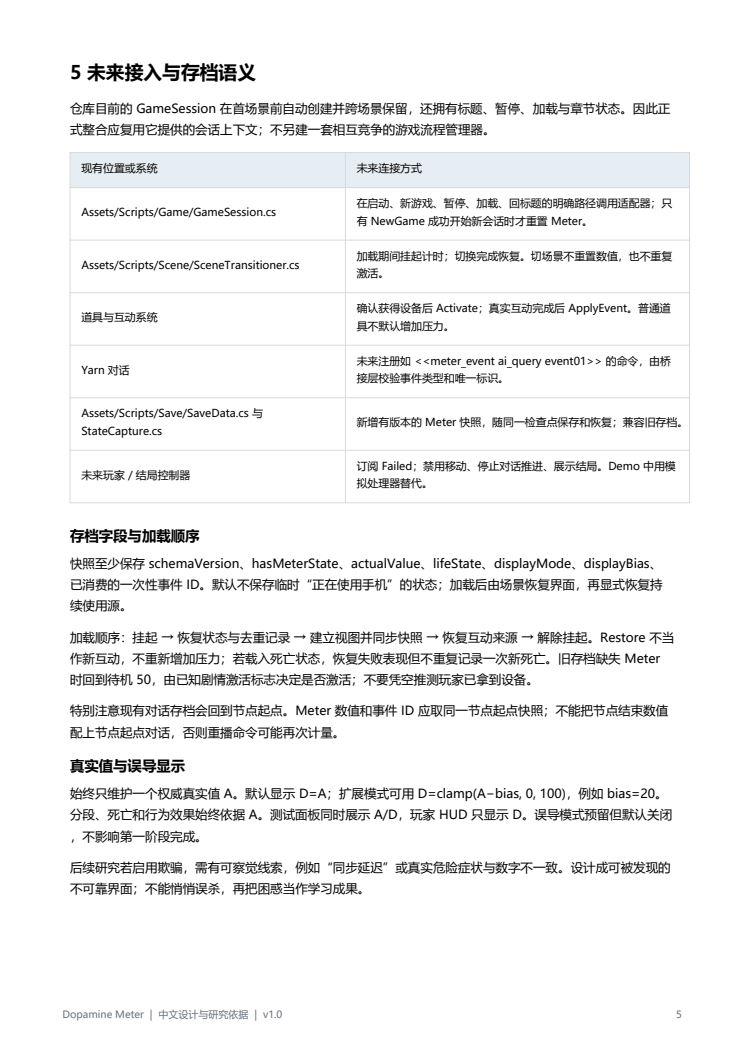 5 未来接入与存档语义
仓库目前的 GameSession 在首场景前自动创建并跨场景保留，还拥有标题、暂停、加载与章节状态。因此正
式整合应复用它提供的会话上下文；不另建一套相互竞争的游戏流程管理器。
现有位置或系统
未来连接方式
Assets/Scripts/Game/GameSession.cs
在启动、新游戏、暂停、加载、回标题的明确路径调用适配器；只
有 NewGame 成功开始新会话时才重置 Meter。
Assets/Scripts/Scene/SceneTransitioner.cs
加载期间挂起计时；切换完成恢复。切场景不重置数值，也不重复
激活。
道具与互动系统
确认获得设备后 Activate；真实互动完成后 ApplyEvent。普通道
具不默认增加压力。
Yarn 对话
未来注册如 <<meter_event ai_query event01>> 的命令，由桥
接层校验事件类型和唯一标识。
Assets/Scripts/Save/SaveData.cs 与
StateCapture.cs
新增有版本的 Meter 快照，随同一检查点保存和恢复；兼容旧存档。
未来玩家 / 结局控制器
订阅 Failed；禁用移动、停止对话推进、展示结局。Demo 中用模
拟处理器替代。
存档字段与加载顺序
快照至少保存 schemaVersion、hasMeterState、actualValue、lifeState、displayMode、displayBias、
已消费的一次性事件 ID。默认不保存临时“正在使用手机”的状态；加载后由场景恢复界面，再显式恢复持
续使用源。
加载顺序：挂起 → 恢复状态与去重记录 → 建立视图并同步快照 → 恢复互动来源 → 解除挂起。Restore 不当
作新互动，不重新增加压力；若载入死亡状态，恢复失败表现但不重复记录一次新死亡。旧存档缺失 Meter
时回到待机 50，由已知剧情激活标志决定是否激活；不要凭空推测玩家已拿到设备。
特别注意现有对话存档会回到节点起点。Meter 数值和事件 ID 应取同一节点起点快照；不能把节点结束数值
配上节点起点对话，否则重播命令可能再次计量。
真实值与误导显示
始终只维护一个权威真实值 A。默认显示 D=A；扩展模式可用 D=clamp(A−bias, 0, 100)，例如 bias=20。
分段、死亡和行为效果始终依据 A。测试面板同时展示 A/D，玩家 HUD 只显示 D。误导模式预留但默认关闭
，不影响第一阶段完成。
后续研究若启用欺骗，需有可察觉线索，例如“同步延迟”或真实危险症状与数字不一致。设计成可被发现的
不可靠界面；不能悄悄误杀，再把困惑当作学习成果。
Dopamine Meter | 中文设计与研究依据 | v1.0
5